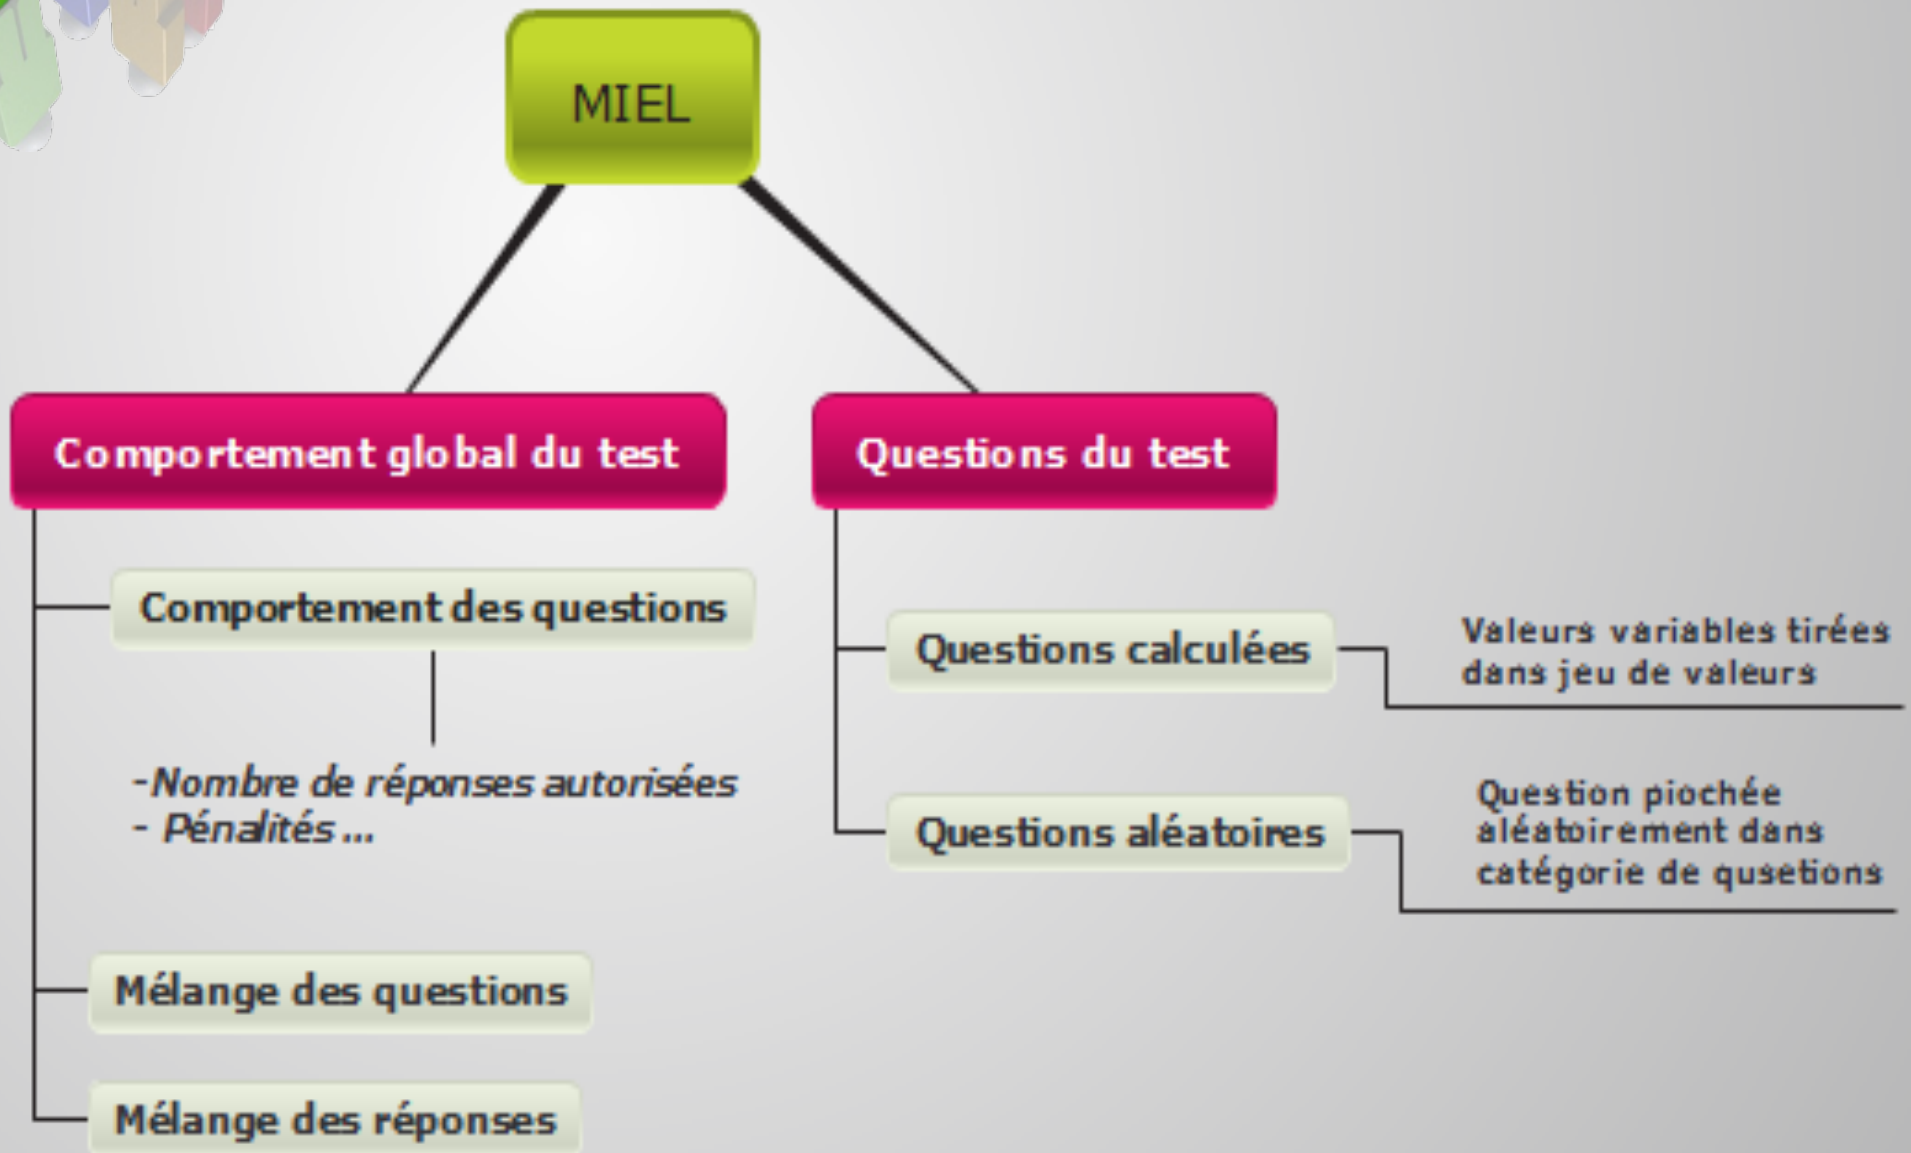 MIEL
Comportement global du test
Comportement des questions
-Nombre de réponses autorisées
- Pénalités ...
Mélange des questions
Mélange des réponses
Questions du test
Questions calculées
Valeurs variables tirées
dans jeu de valeurs
Questions aléatoires
Question piochée
aléatoirement dans
catégorie de qusetions